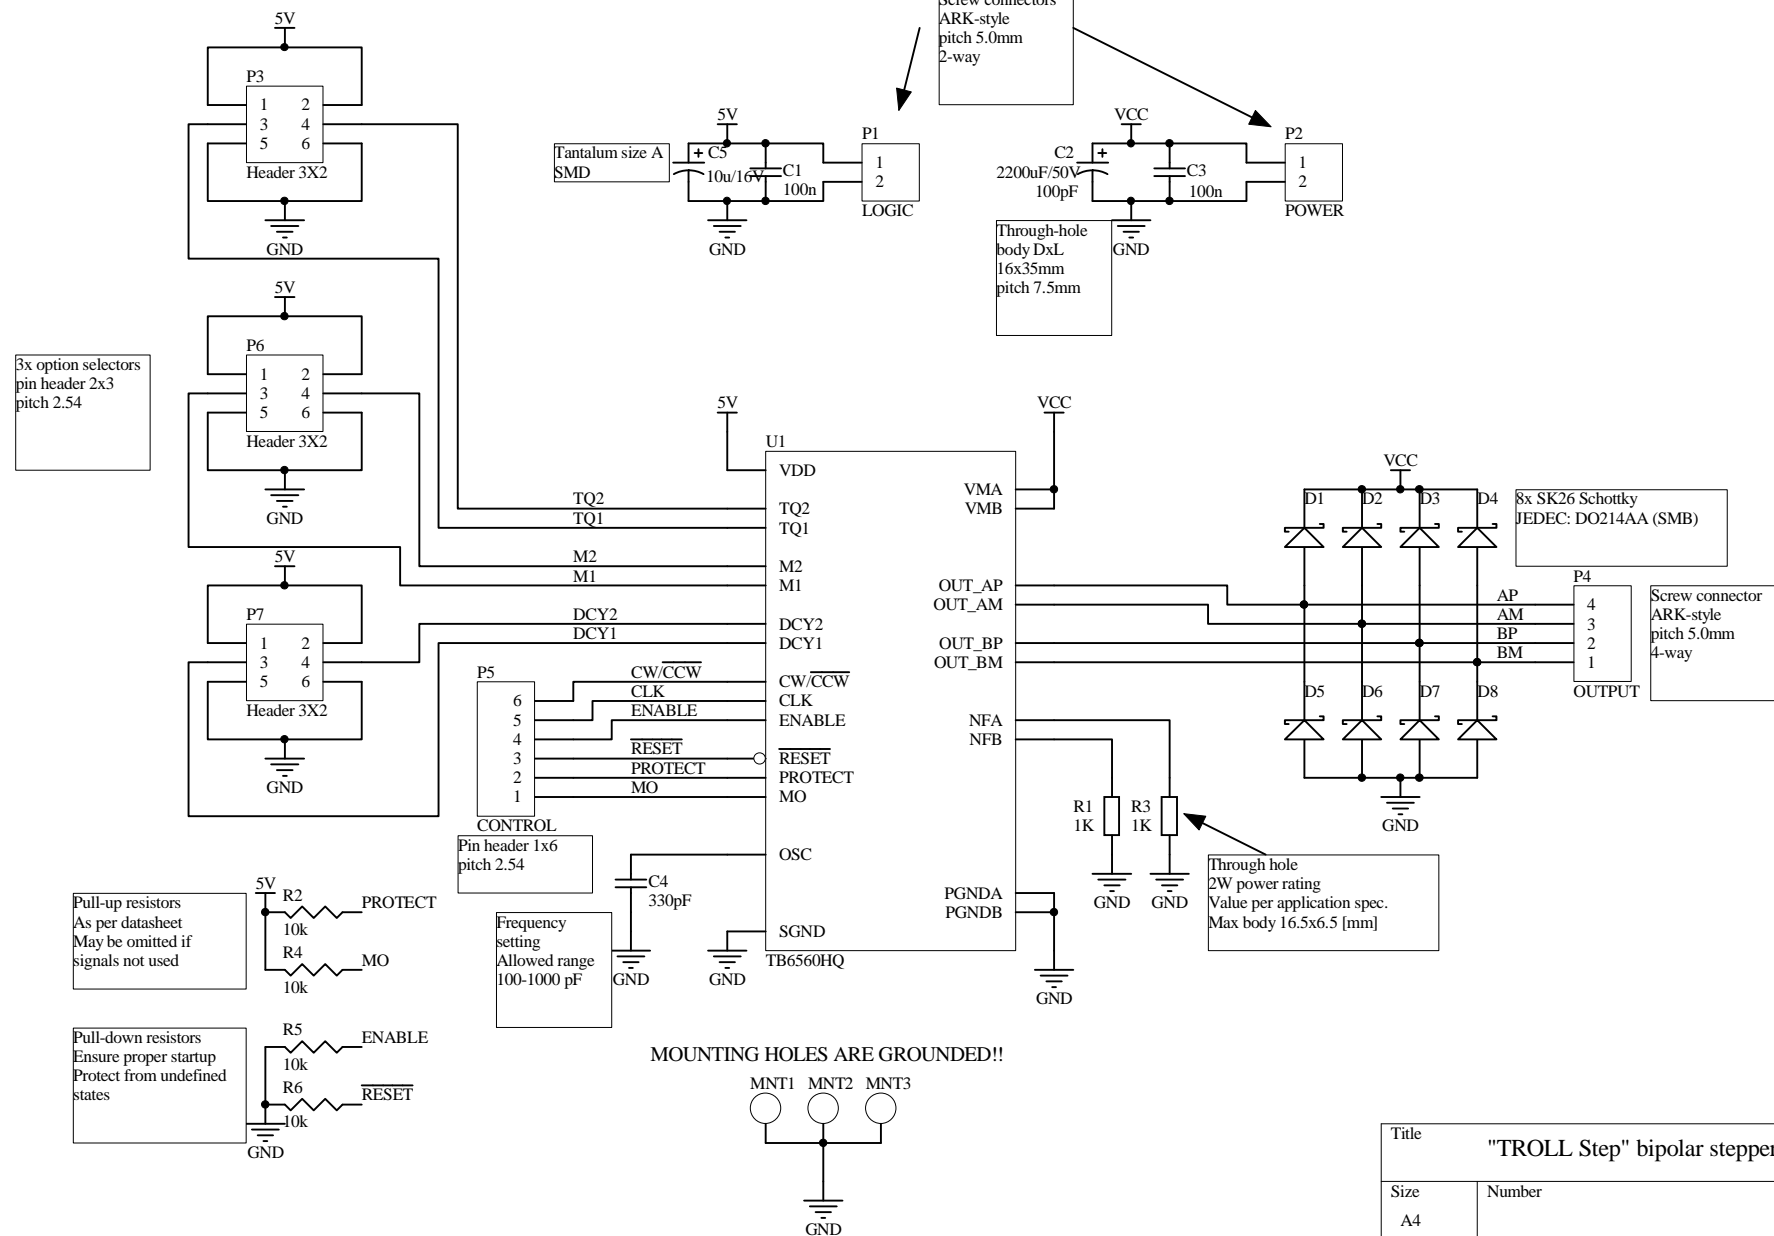 5V
P3
1 2
3 4
5 6
Header 3X2
GND
5V
P6
1 2
3 4
5 6
Header 3X2
GND
3x option selectors
pin header 2x3
pitch 2.54
5V
P7
1 2
3 4
5 6
Header 3X2
GND
Screw connectors
ARK-style
pitch 5.0mm
2-way
5V
Tantalum size A
SMD
+ C5
10u/16V
C1
100n
P1
1
2
LOGIC
GND
VCC
C2 +
2200uF/50V
100pF
C3
100n
P2
1
2
POWER
GND
Through-hole
body DxL
16x35mm
pitch 7.5mm
5V
VCC
U1
VDD
TQ2 TQ2
TQ1 TQ1
M2 M2
M1 M1
DCY2 DCY2
DCY1 DCY1
CW/CCW CW/CCW
CLK CLK
ENABLE ENABLE
RESET RESET
PROTECT PROTECT
MO MO
OSC
SGND
VMA
VMB
OUT_AP
OUT_AM
OUT_BP
OUT_BM
NFA
NFB
PGNDA
PGNDB
TB6560HQ
P5
6
5
4
3
2
1
CONTROL
Pin header 1x6
pitch 2.54
C4
330pF
GND
GND
Frequency
setting
Allowed range
100-1000 pF
GND
R1
1K
R3
1K
GND
GND
Through hole
2W power rating
Value per application spec.
Max body 16.5x6.5 [mm]
VCC
D1 D2 D3 D4
8x SK26 Schottky
JEDEC: DO214AA (SMB)
AP
AM
BP
BM
P4
4
3
2
1
OUTPUT
Screw connector
ARK-style
pitch 5.0mm
4-way
D5 D6 D7 D8
GND
Pull-up resistors
As per datasheet
May be omitted if
signals not used
5V
R2
10k
PROTECT
R4
10k
MO
Pull-down resistors
Ensure proper startup
Protect from undefined
states
R5
10k
ENABLE
R6
10k
RESET
GND
MOUNTING HOLES ARE GROUNDED!!
MNT1 MNT2 MNT3
GND
Title
"TROLL Step" bipolar stepper
Size
A4
Number